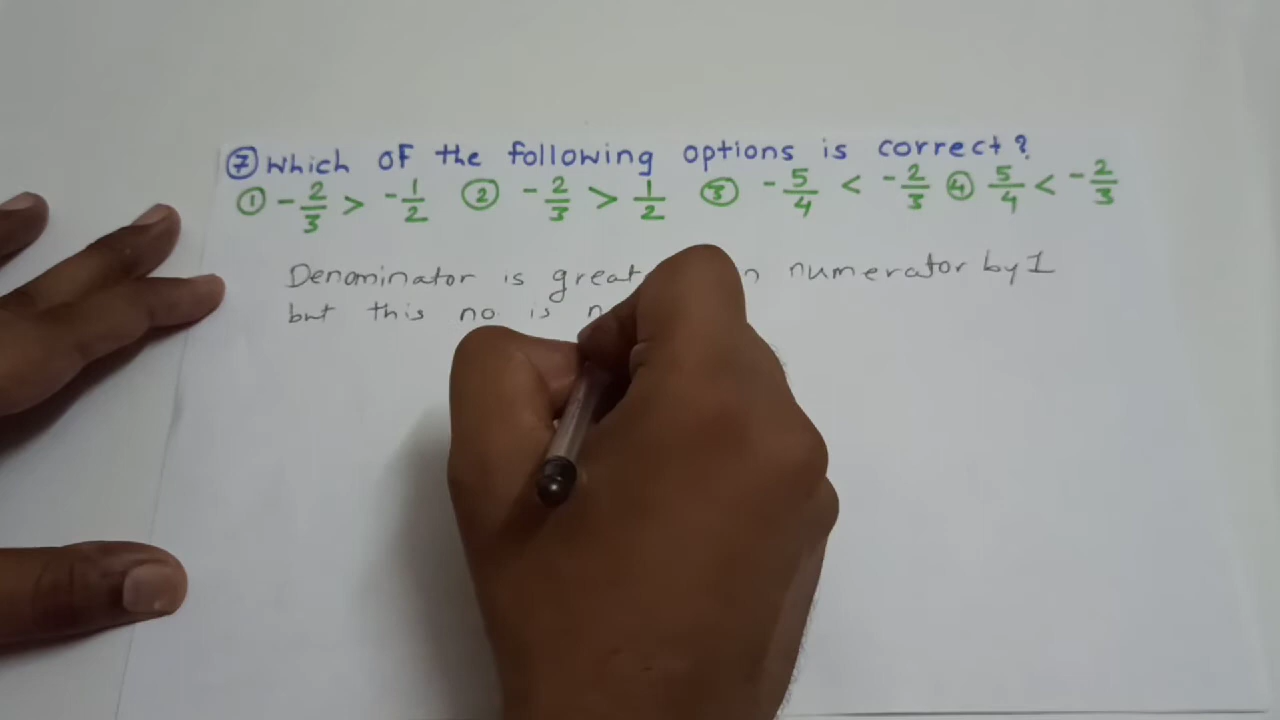 ⑦ Which of the following options is correct?
① -2/3 > -1/2 ② -2/3 > 1/2 ③ -5/4 < -2/3 ④ 5/4 < -2/3
Denominator is numerator by 1
but this no is